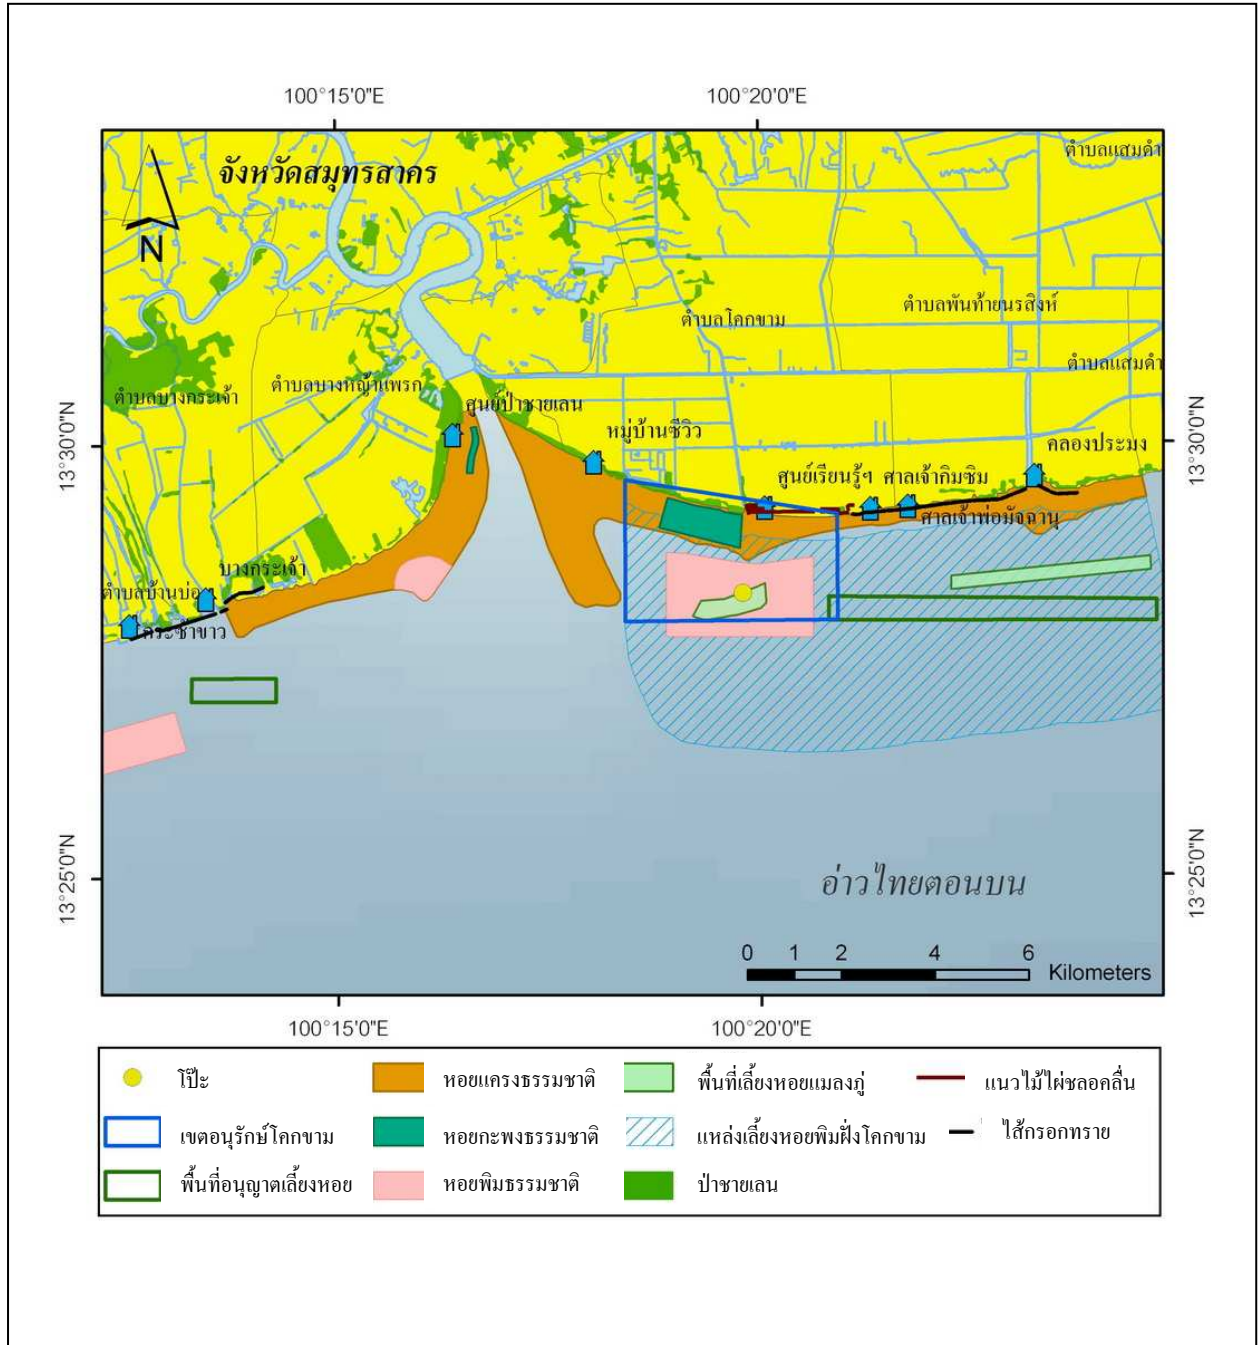 100°15'0"E
100°20'0"E
จังหวัดสมุทรสาคร
ตำบลแสมดำ
N
ตำบลพันท้ายนรสิงห์
ตำบลโคกขาม
ตำบลแสมดำ
ตำบลบางหญ้าแพรก
ตำบลบางกระเจ้า
ศูนย์ป่าชายเลน
หมู่บ้านซีวิว
คลองประมง
13°30'0"N
13°30'0"N
ศูนย์เรียนรู้ฯ
ศาลเจ้ากิมซิม
ศาลเจ้าพ่อมัจฉานุ
บางกระเจ้า
ตำบลบ้านบ่อ
กระซ้าขาว
13°25'0"N
13°25'0"N
อ่าวไทยตอนบน
0 1 2 4 6
Kilometers
100°15'0"E
100°20'0"E
โป๊ะ
หอยแครงธรรมชาติ
พื้นที่เลี้ยงหอยแมลงภู่
แนวไม้ไผ่ชลอคลื่น
เขตอนุรักษ์โคกขาม
หอยกะพงธรรมชาติ
แหล่งเลี้ยงหอยพิมฝั่งโคกขาม
ไส้กรอกทราย
พื้นที่อนุญาตเลี้ยงหอย
หอยพิมธรรมชาติ
ป่าชายเลน